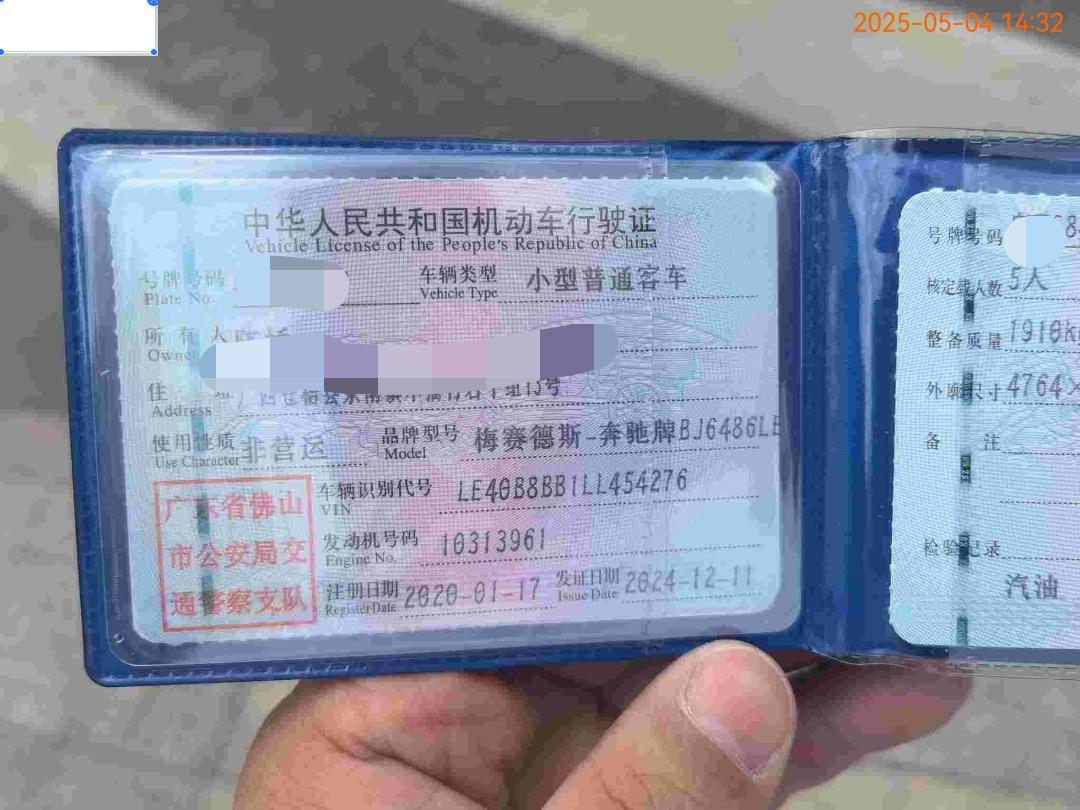 2025-05-04 14:32
中华人民共和国机动车行驶证
Vehicle License of the People's Republic of China
号牌号码
Plate No.
车辆类型 小型普通客车
Vehicle Type
所有人
Owner
住
Address
13号
使用性质 非营运
Use Character
品牌型号 梅赛德斯-奔驰牌BJ6486LE
Model
车辆识别代号 LE40B8BB1LL454276
VIN
发动机号码 10313961
Engine No.
注册日期 2020-01-17
Register Date
发证日期 2024-12-11
Issue Date
广东省佛山
市公安局交
通警察支队
号牌号码
核定载人数 5人
整备质量 1910k
外廓尺寸 4764×
备注
检验记录
汽油